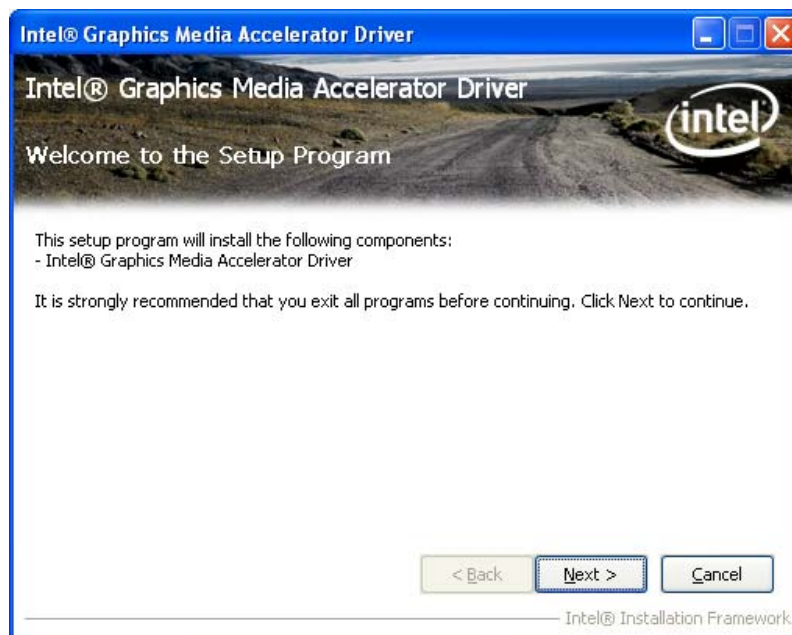 Intel® Graphics Media Accelerator Driver
Intel® Graphics Media Accelerator Driver
intel
Welcome to the Setup Program
This setup program will install the following components:
- Intel® Graphics Media Accelerator Driver
It is strongly recommended that you exit all programs before continuing. Click Next to continue.
< Back
Next >
Cancel
Intel® Installation Framework